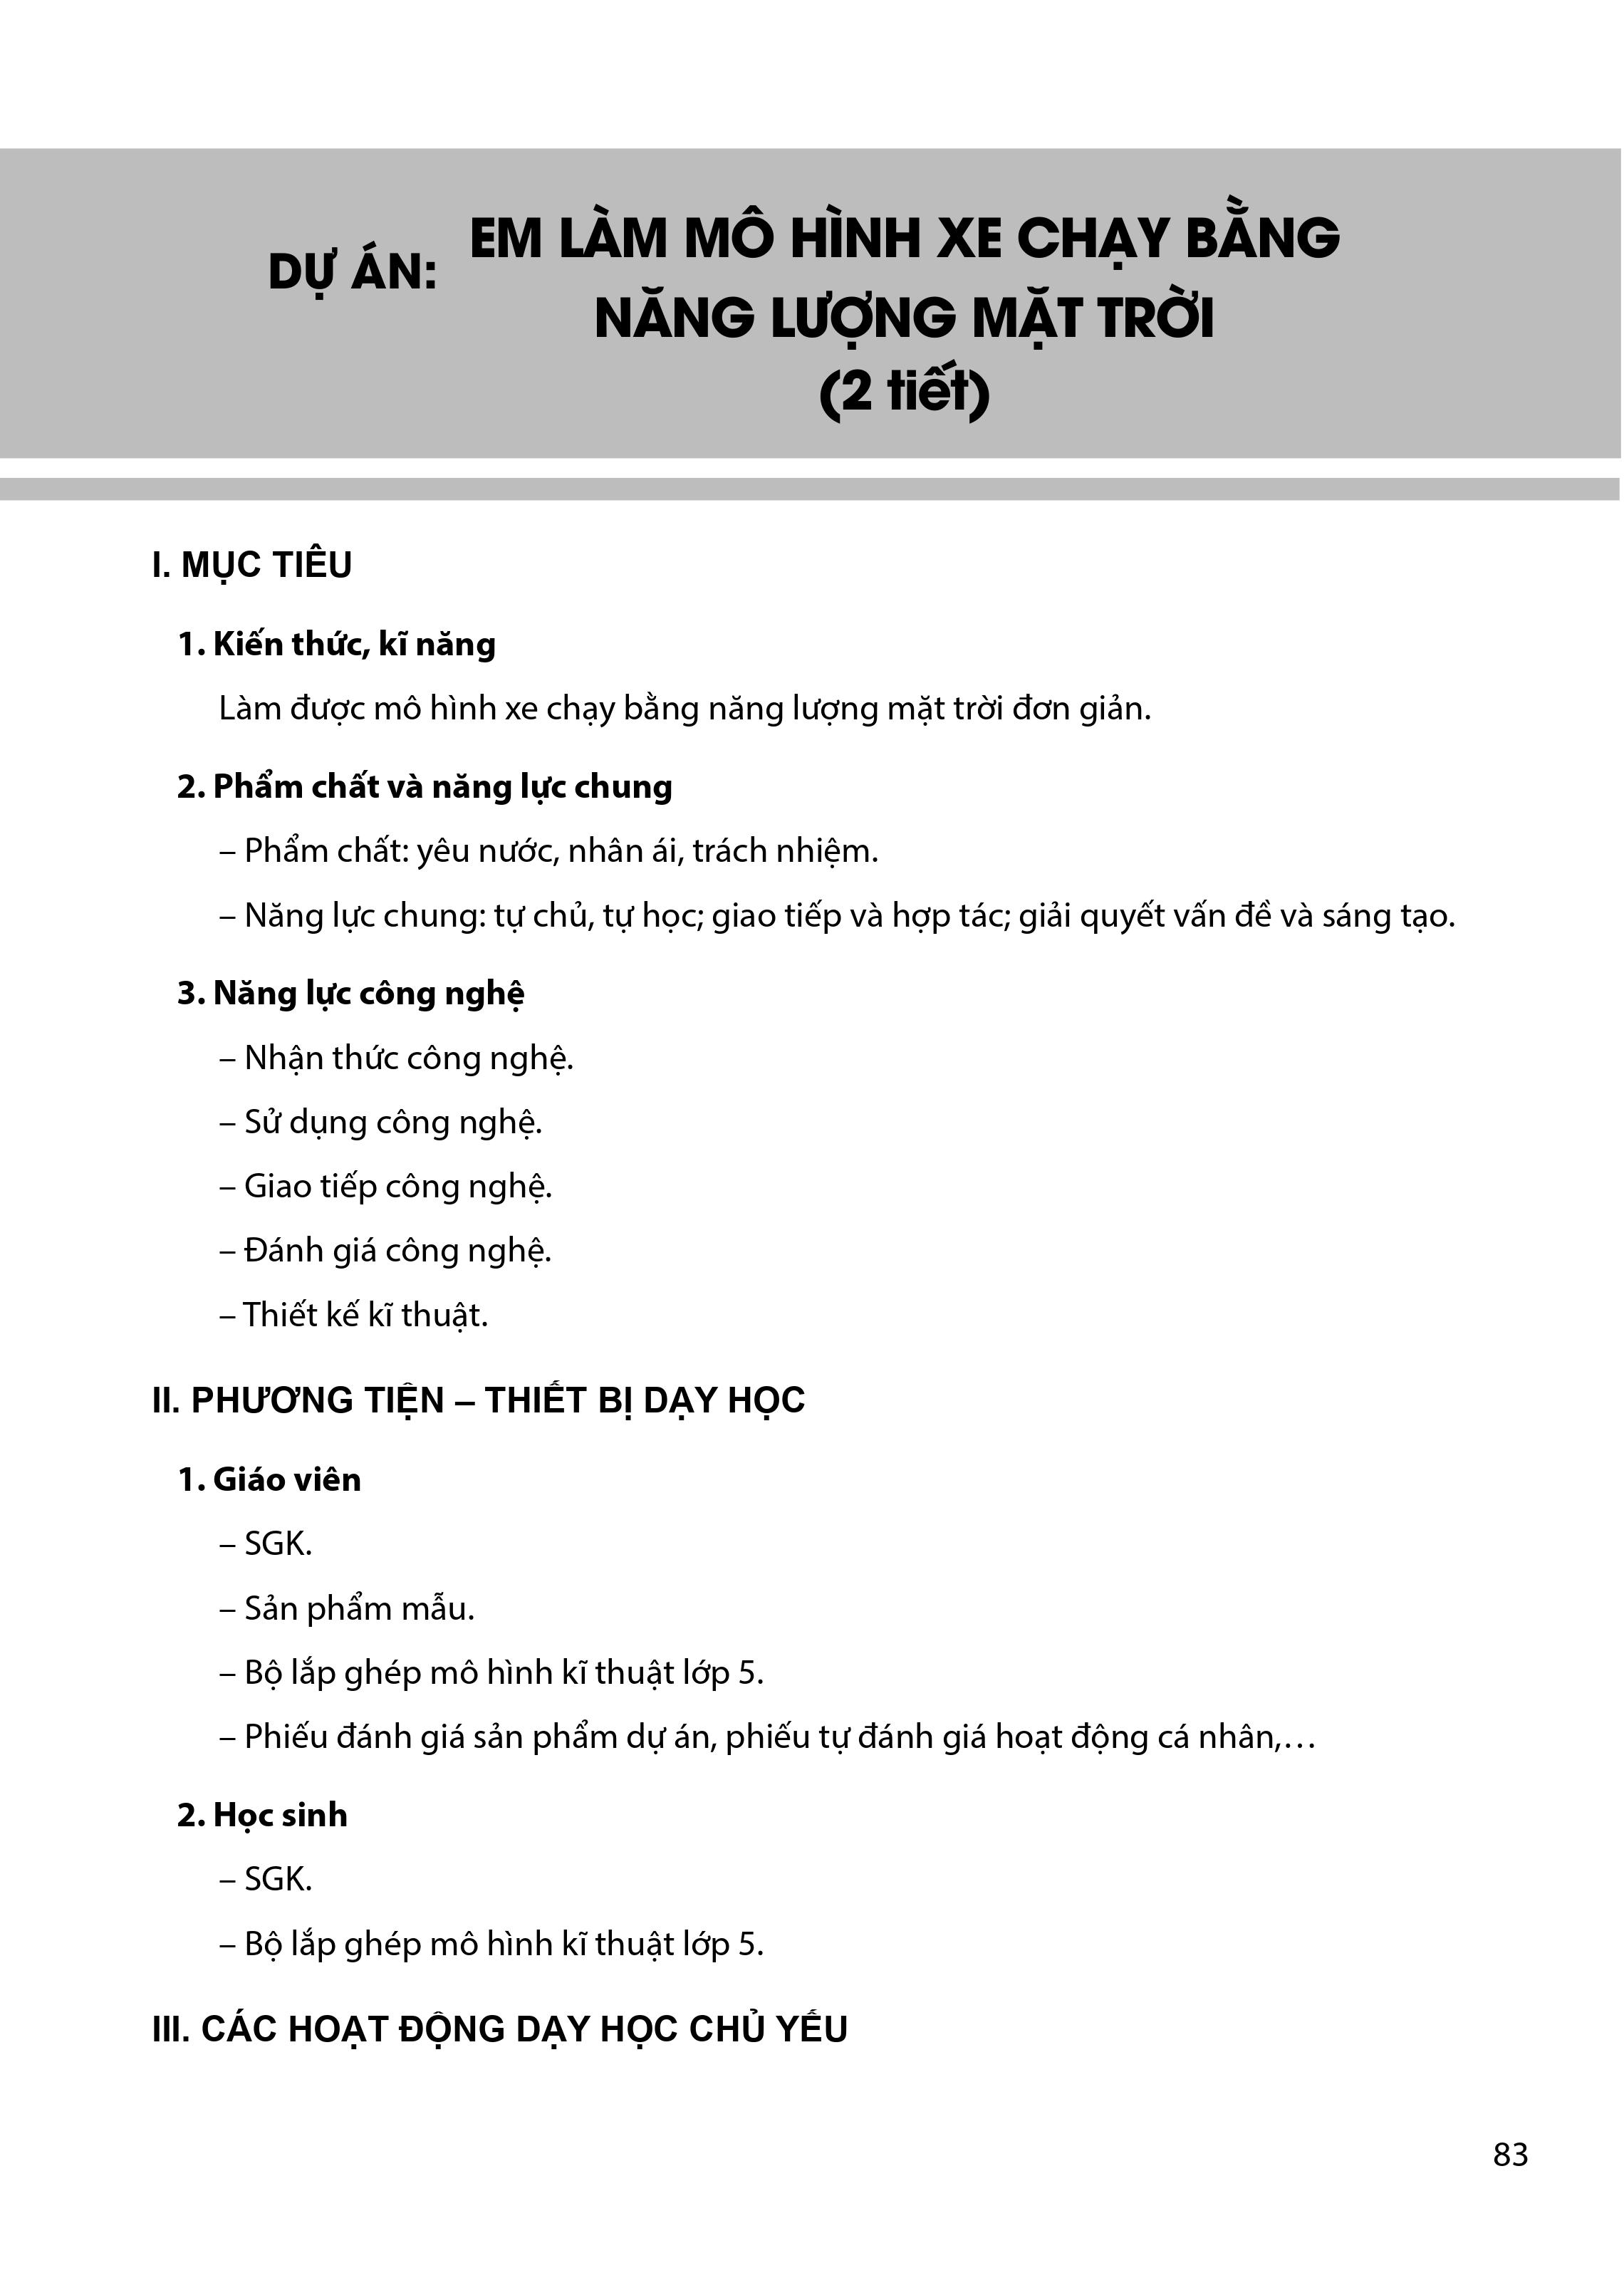 DỰ ÁN: EM LÀM MÔ HÌNH XE CHẠY BẰNG
NĂNG LƯỢNG MẶT TRỜI
(2 tiết)
I. MỤC TIÊU
1. Kiến thức, kĩ năng
Làm được mô hình xe chạy bằng năng lượng mặt trời đơn giản.
2. Phẩm chất và năng lực chung
– Phẩm chất: yêu nước, nhân ái, trách nhiệm.
– Năng lực chung: tự chủ, tự học; giao tiếp và hợp tác; giải quyết vấn đề và sáng tạo.
3. Năng lực công nghệ
– Nhận thức công nghệ.
– Sử dụng công nghệ.
– Giao tiếp công nghệ.
– Đánh giá công nghệ.
– Thiết kế kĩ thuật.
II. PHƯƠNG TIỆN – THIẾT BỊ DẠY HỌC
1. Giáo viên
– SGK.
– Sản phẩm mẫu.
– Bộ lắp ghép mô hình kĩ thuật lớp 5.
– Phiếu đánh giá sản phẩm dự án, phiếu tự đánh giá hoạt động cá nhân,…
2. Học sinh
– SGK.
– Bộ lắp ghép mô hình kĩ thuật lớp 5.
III. CÁC HOẠT ĐỘNG DẠY HỌC CHỦ YẾU
83